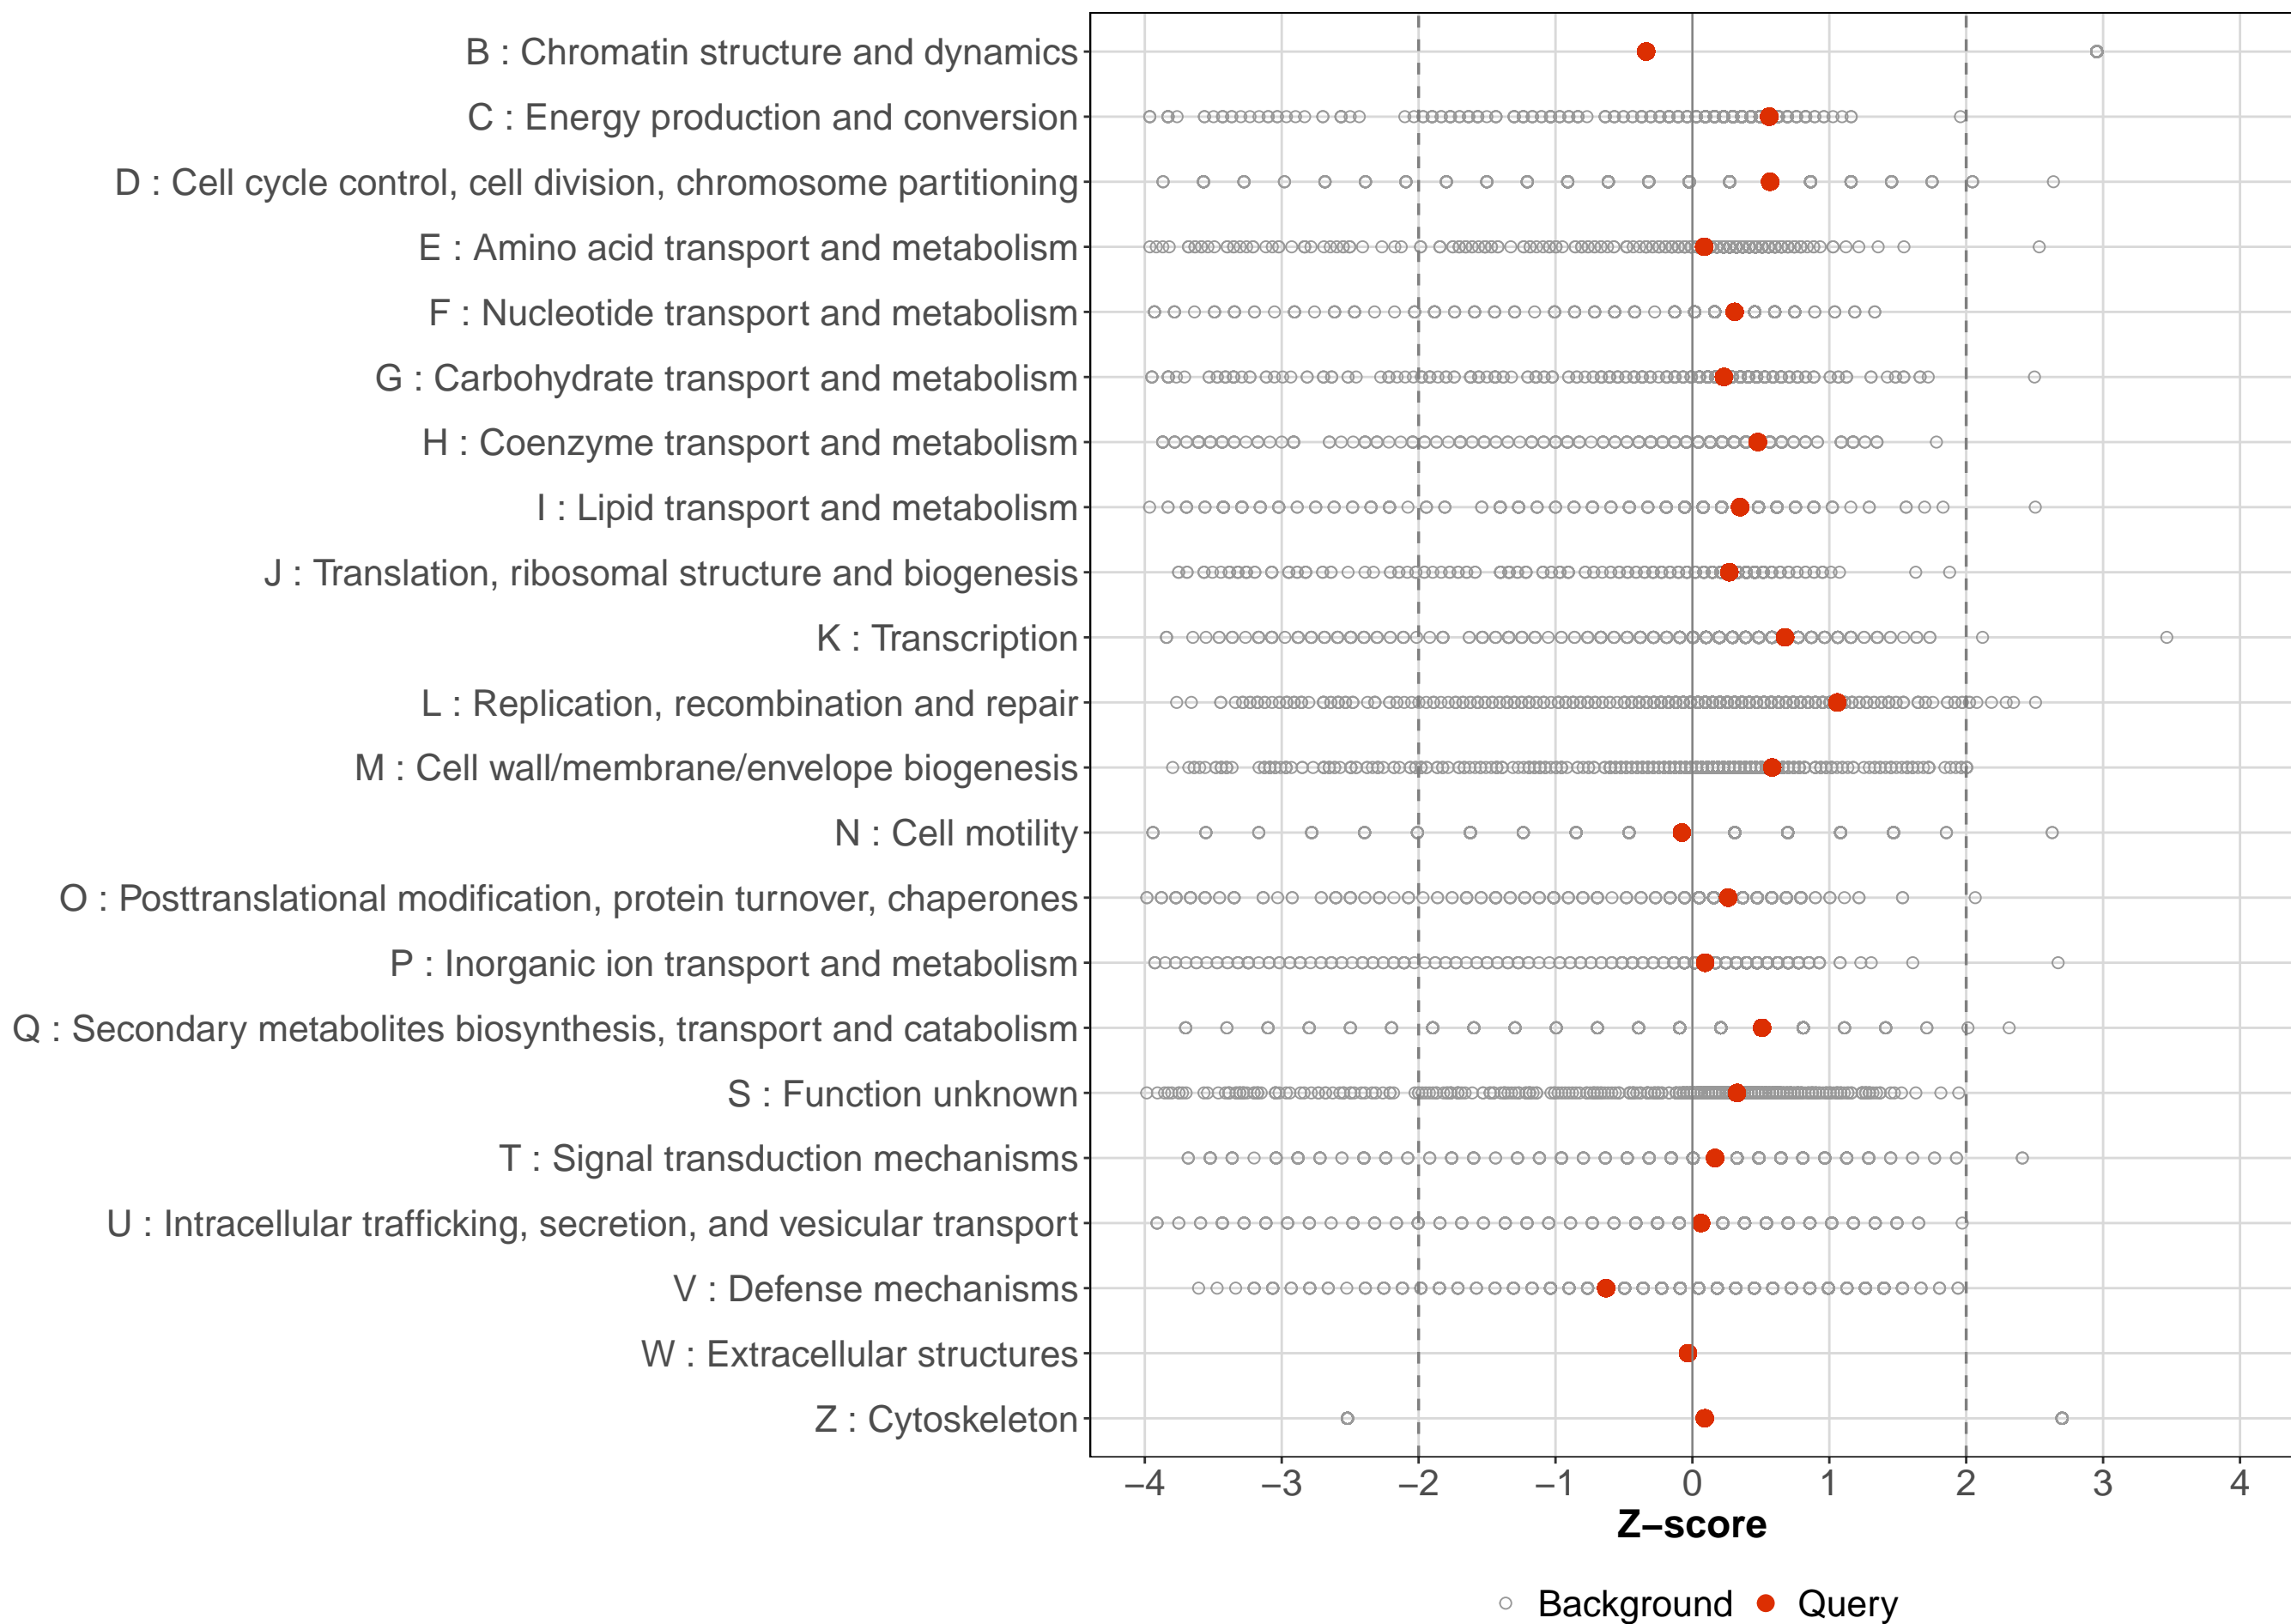 B : Chromatin structure and dynamics
C : Energy production and conversion
D : Cell cycle control, cell division, chromosome partitioning
E : Amino acid transport and metabolism
F : Nucleotide transport and metabolism
G : Carbohydrate transport and metabolism
H : Coenzyme transport and metabolism
I : Lipid transport and metabolism
J : Translation, ribosomal structure and biogenesis
K : Transcription
L : Replication, recombination and repair
M : Cell wall/membrane/envelope biogenesis
N : Cell motility
O : Posttranslational modification, protein turnover, chaperones
P : Inorganic ion transport and metabolism
Q : Secondary metabolites biosynthesis, transport and catabolism
S : Function unknown
T : Signal transduction mechanisms
U : Intracellular trafficking, secretion, and vesicular transport
V : Defense mechanisms
W : Extracellular structures
Z : Cytoskeleton
−4 −3 −2 −1 0 1 2 3 4
Z−score
Background Query